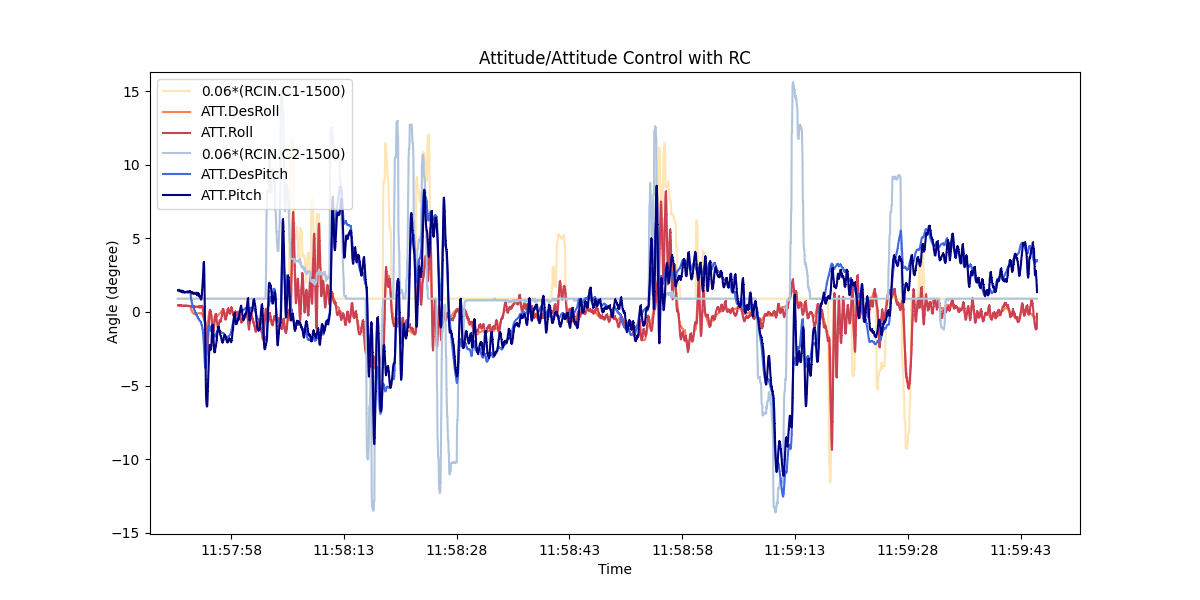 Attitude/Attitude Control with RC
0.06*(RCIN.C1-1500)
ATT.DesRoll
ATT.Roll
0.06*(RCIN.C2-1500)
ATT.DesPitch
ATT.Pitch
15
10
5
0
−5
−10
−15
Angle (degree)
11:57:58 11:58:13 11:58:28 11:58:43 11:58:58 11:59:13 11:59:28 11:59:43
Time